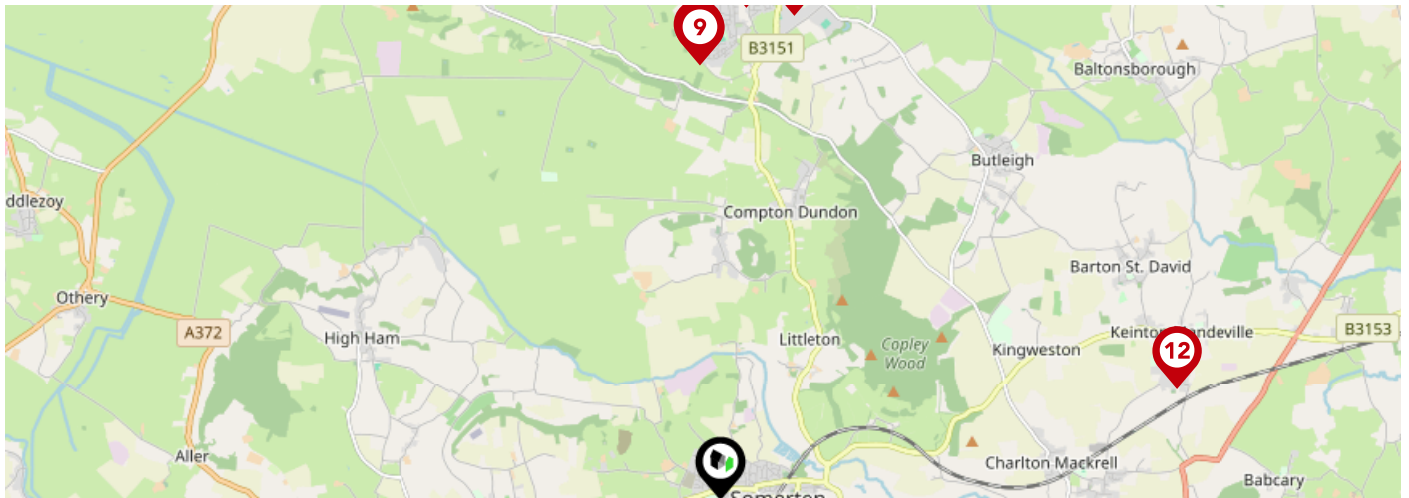 9
B3151
Baltonsborough
Butleigh
ddlezoy
Compton Dundon
Barton St. David
Othery
A372
High Ham
Littleton
Copley
Wood
Kingweston
Keinton Mandeville
B3153
12
Aller
Charlton Mackrell
Babcary
Somerton